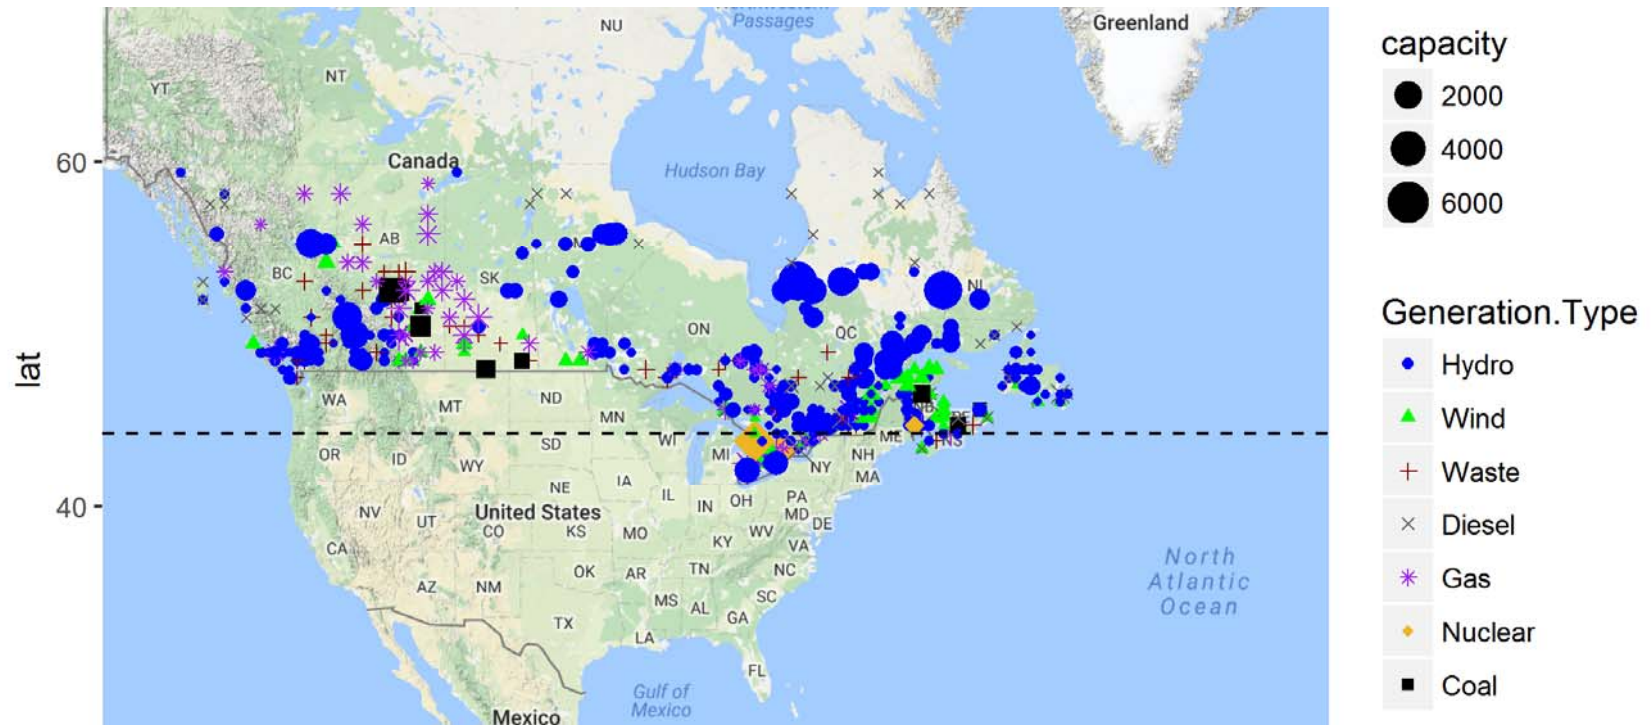 Greenland
Passages
NU
NT
YT
60
Canada
Hudson Bay
AB
BC
SK
NL
ON
QC
WA
MT
ND
MN
ME
NS
OR
ID
SD
WI
MI
NY
NH
MA
WY
NE
IA
IL
IN
OH
PA
MD
DE
40
NV
UT
United States
CO
KS
MO
KY
WV
VA
CA
AZ
NM
OK
AR
TN
NC
MS
AL
GA
SC
TX
LA
FL
North
Atlantic
Ocean
Gulf of
Mexico
Mexico
lat
capacity
2000
4000
6000
Generation.Type
Hydro
Wind
Waste
Diesel
Gas
Nuclear
Coal